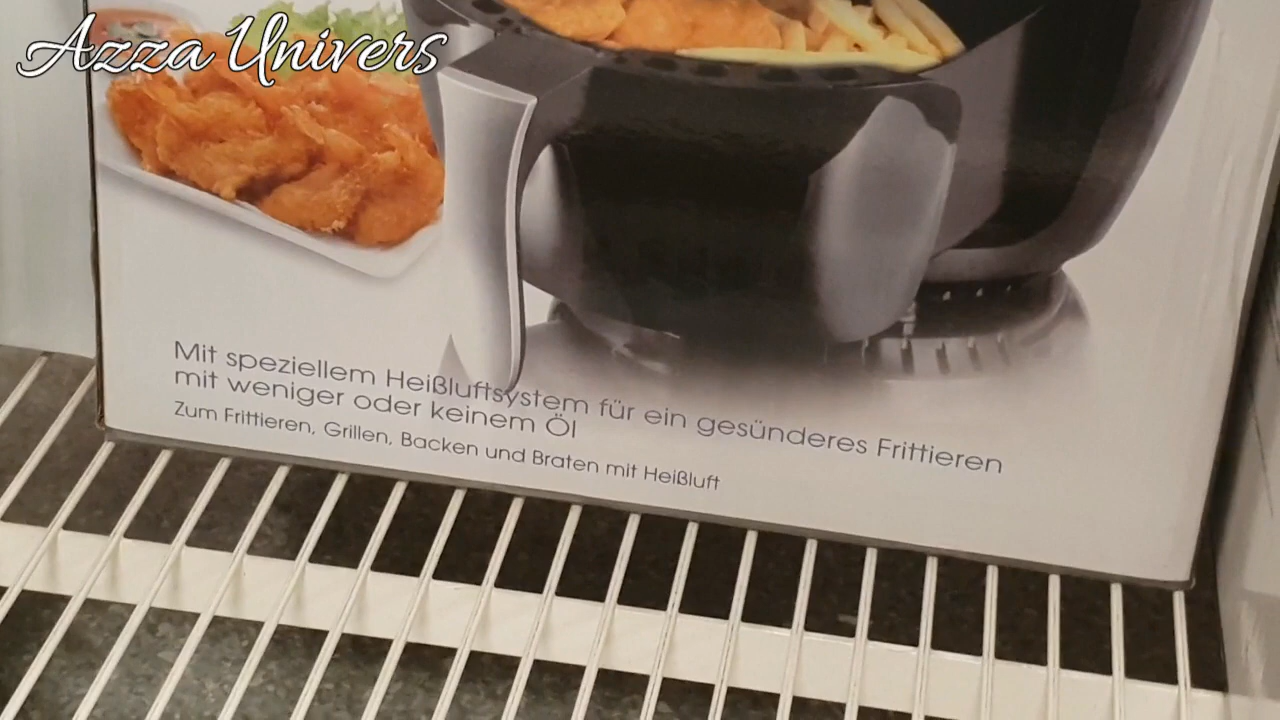 Azza Univers
Mit speziellem Heißluftsystem für ein gesünderes Frittieren
mit weniger oder keinem Öl
Zum Frittieren, Grillen, Backen und Braten mit Heißluft